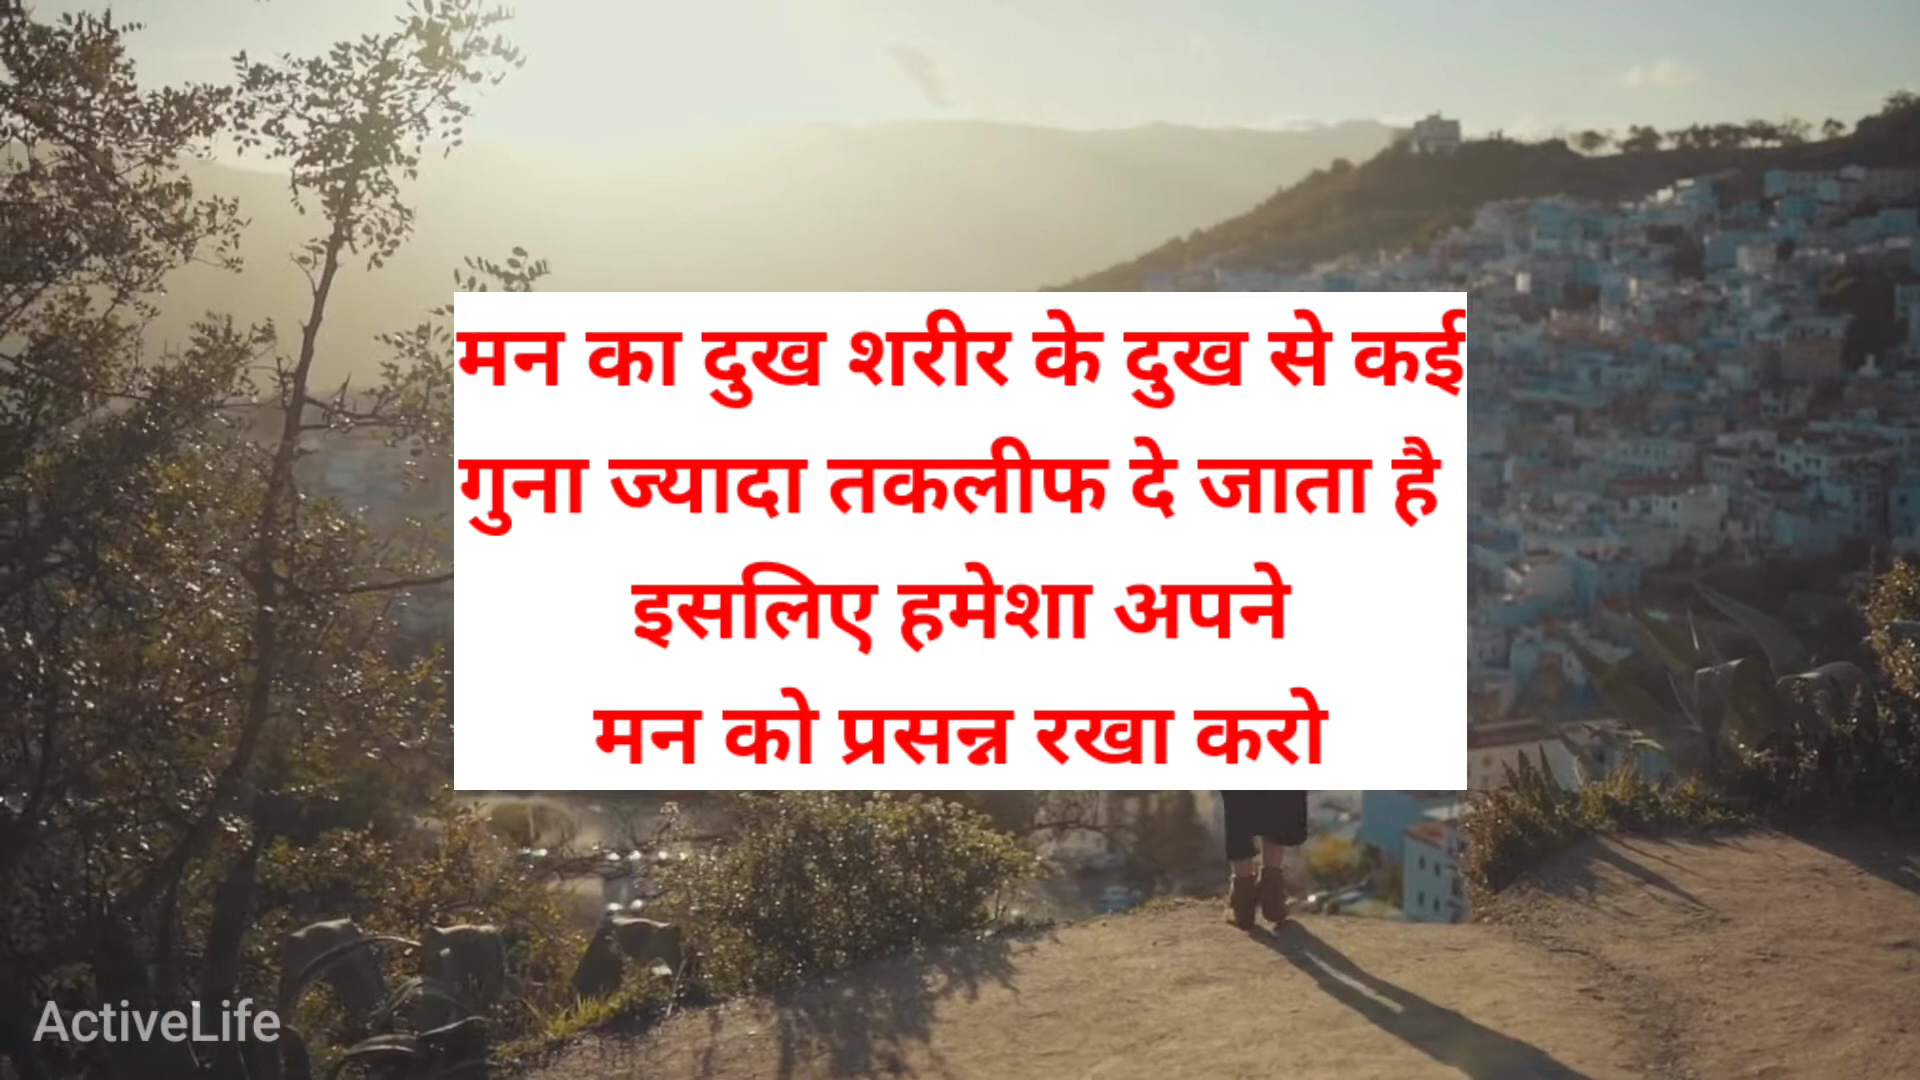 मन का दुख शरीर के दुख से कई
गुना ज्यादा तकलीफ दे जाता है
इसलिए हमेशा अपने
मन को प्रसन्न रखा करो
ActiveLife